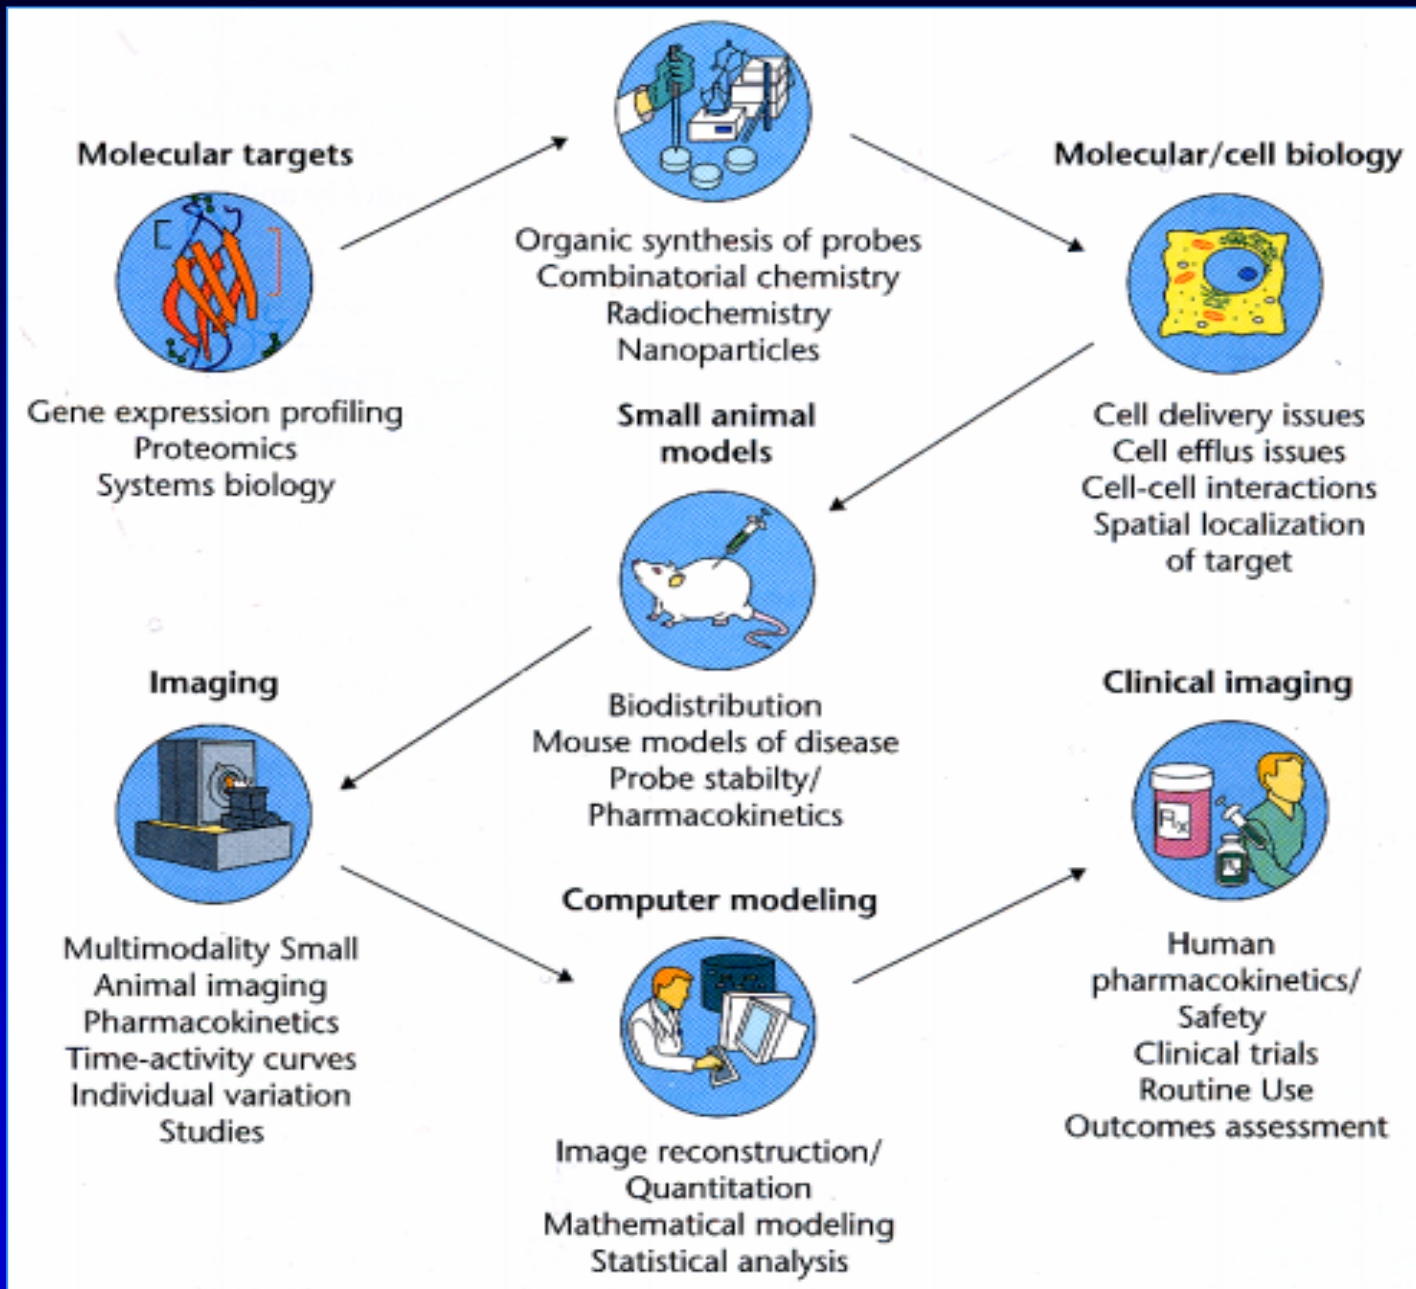 Molecular targets
Gene expression profiling
Proteomics
Systems biology
Organic synthesis of probes
Combinatorial chemistry
Radiochemistry
Nanoparticles
Molecular/cell biology
Cell delivery issues
Cell efflus issues
Cell-cell interactions
Spatial localization
of target
Small animal
models
Biodistribution
Mouse models of disease
Probe stabilty/
Pharmacokinetics
Imaging
Multimodality Small
Animal imaging
Pharmacokinetics
Time-activity curves
Individual variation
Studies
Computer modeling
Image reconstruction/
Quantitation
Mathematical modeling
Statistical analysis
Clinical imaging
Rx
Rx
Human
pharmacokinetics/
Safety
Clinical trials
Routine Use
Outcomes assessment